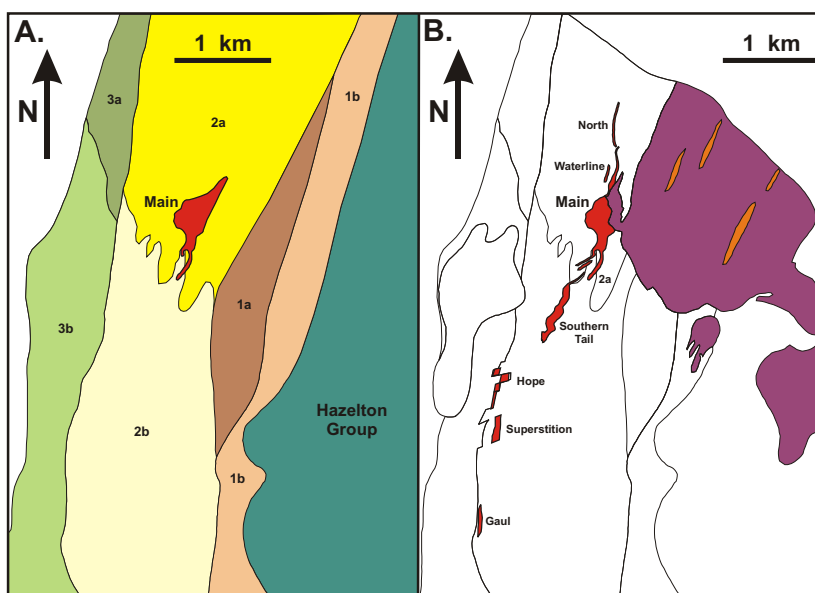 A.
1 km
N
3a
2a
1b
Main
1a
3b
2b
Hazelton
Group
1b
B.
1 km
N
North
Waterline
Main
2a
Southern
Tail
Hope
Superstition
Gaul